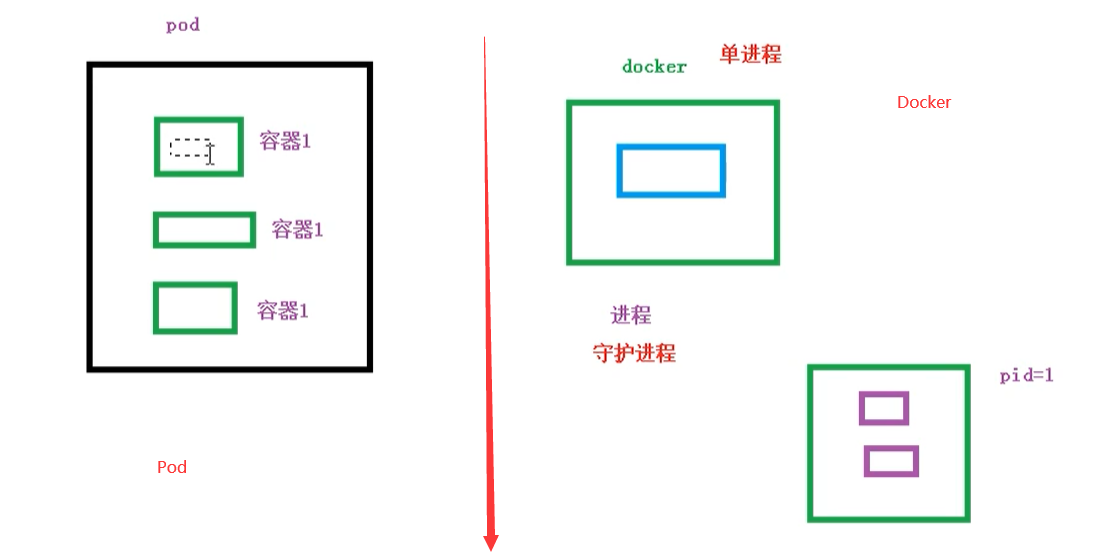 pod
容器1
容器1
容器1
Pod
docker
单进程
Docker
进程
守护进程
pid=1